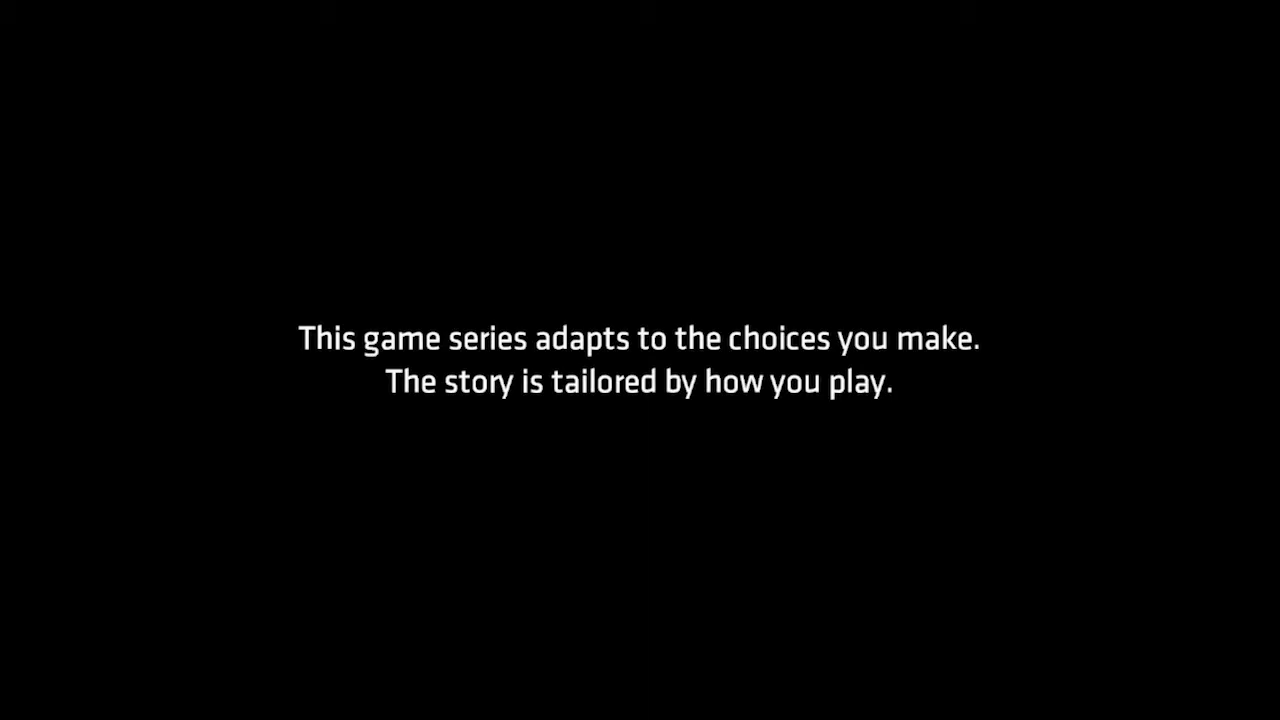 This game series adapts to the choices you make.
The story is tailored by how you play.